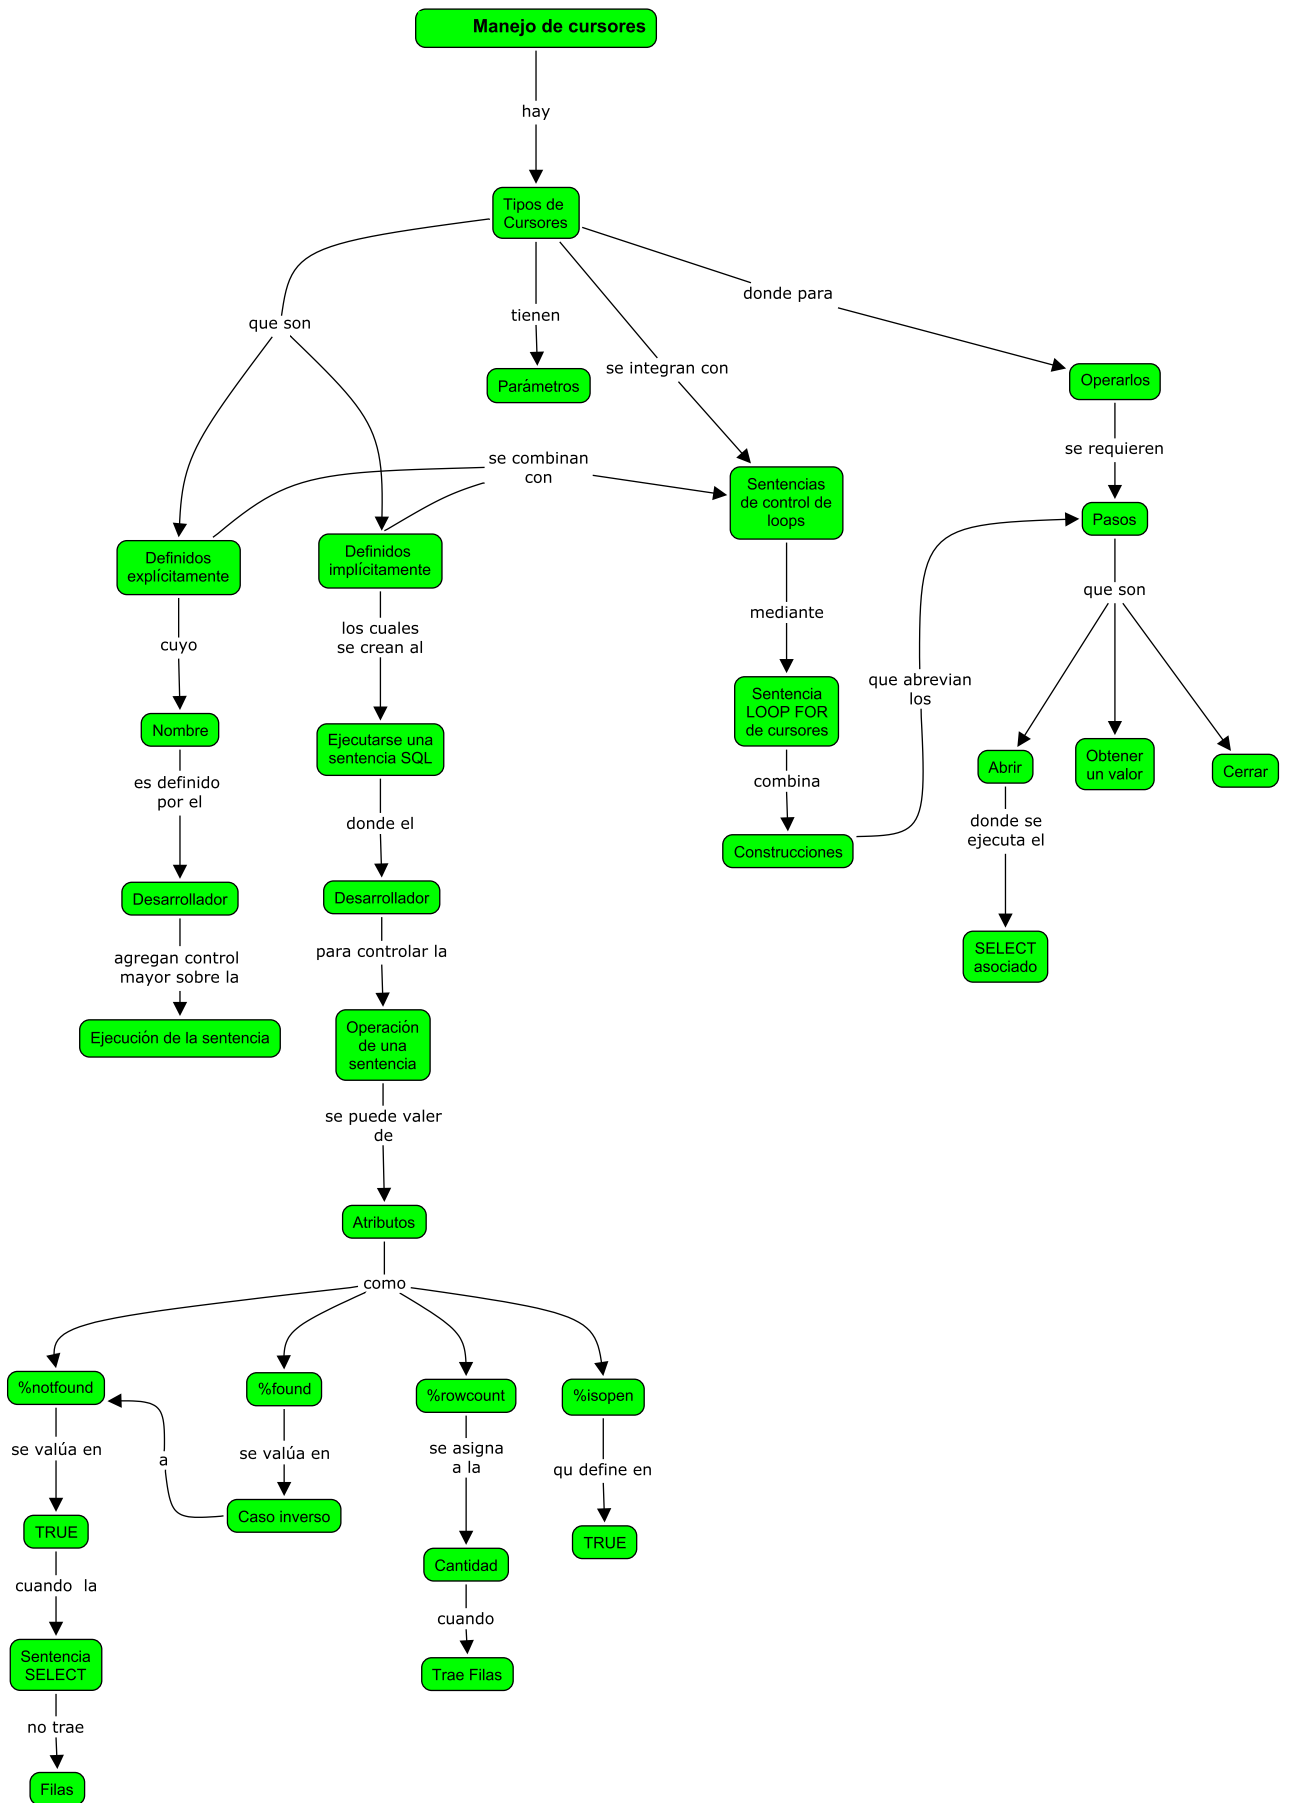 Manejo de cursores
hay
Tipos de
Cursores
donde para
tienen
que son
se integran con
Parámetros
Operarlos
se requieren
se combinan
con
Sentencias
de control de
loops
Pasos
Definidos
explícitamente
Definidos
implícitamente
que son
mediante
cuyo
los cuales
se crean al
que abrevian
los
Sentencia
LOOP FOR
de cursores
Nombre
Ejecutarse una
sentencia SQL
Abrir
Obtener
un valor
Cerrar
es definido
por el
combina
donde el
donde se
ejecuta el
Construcciones
Desarrollador
Desarrollador
agregan control
mayor sobre la
para controlar la
SELECT
asociado
Ejecución de la sentencia
Operación
de una
sentencia
se puede valer
de
Atributos
como
%notfound
%found
%rowcount
%isopen
se valúa en
a
se valúa en
se asigna
a la
qu define en
TRUE
Caso inverso
TRUE
Cantidad
cuando  la
cuando
Sentencia
SELECT
Trae Filas
no trae
Filas